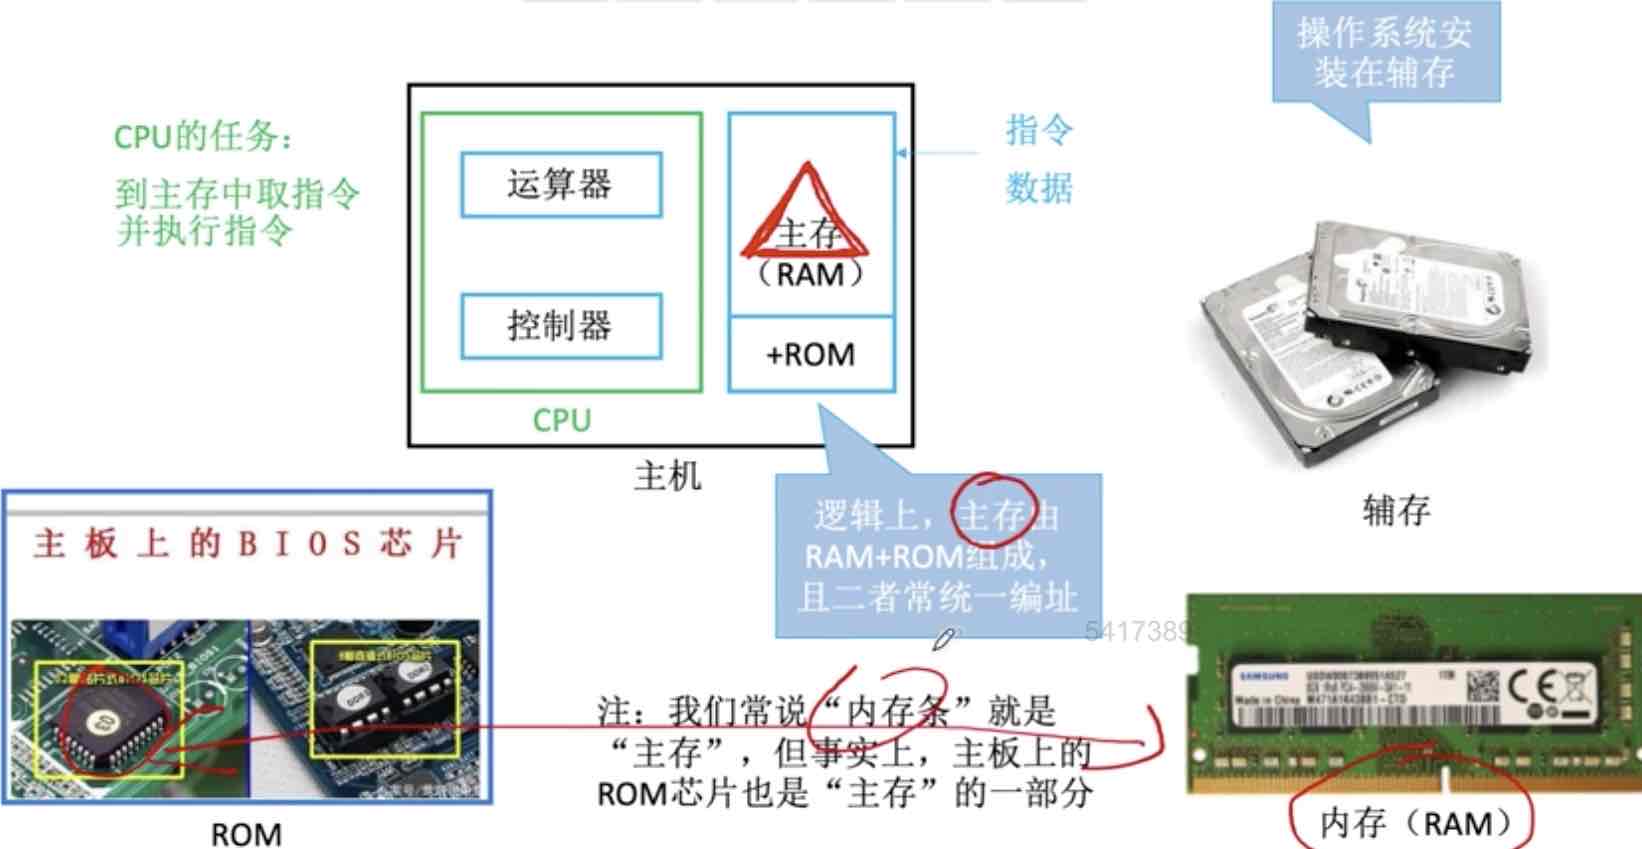 操作系统安
装在辅存
CPU的任务：
到主存中取指令
并执行指令
运算器
控制器
CPU
主存
（RAM）
+ROM
指令
数据
主机
辅存
逻辑上，主存由
RAM+ROM组成，
且二者常统一编址
主板上的BIOS芯片
ROM
注：我们常说“内存条”就是
“主存”，但事实上，主板上的
ROM芯片也是“主存”的一部分
5417389
SAMSUNG
Made in China
内存（RAM）